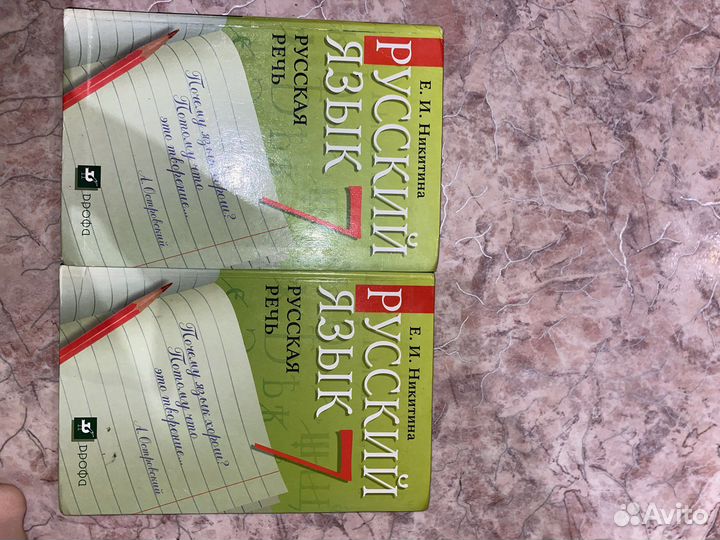 Е. И. Никитина
РУССКИЙ
ЯЗЫК 7
РУССКАЯ
РЕЧЬ
Почему язык хорош?
Потому что
это творение...
А. Островский
ДРОФА
Е. И. Никитина
РУССКИЙ
ЯЗЫК 7
РУССКАЯ
РЕЧЬ
Почему язык хорош?
Потому что
это творение...
А. Островский
ДРОФА
Avito